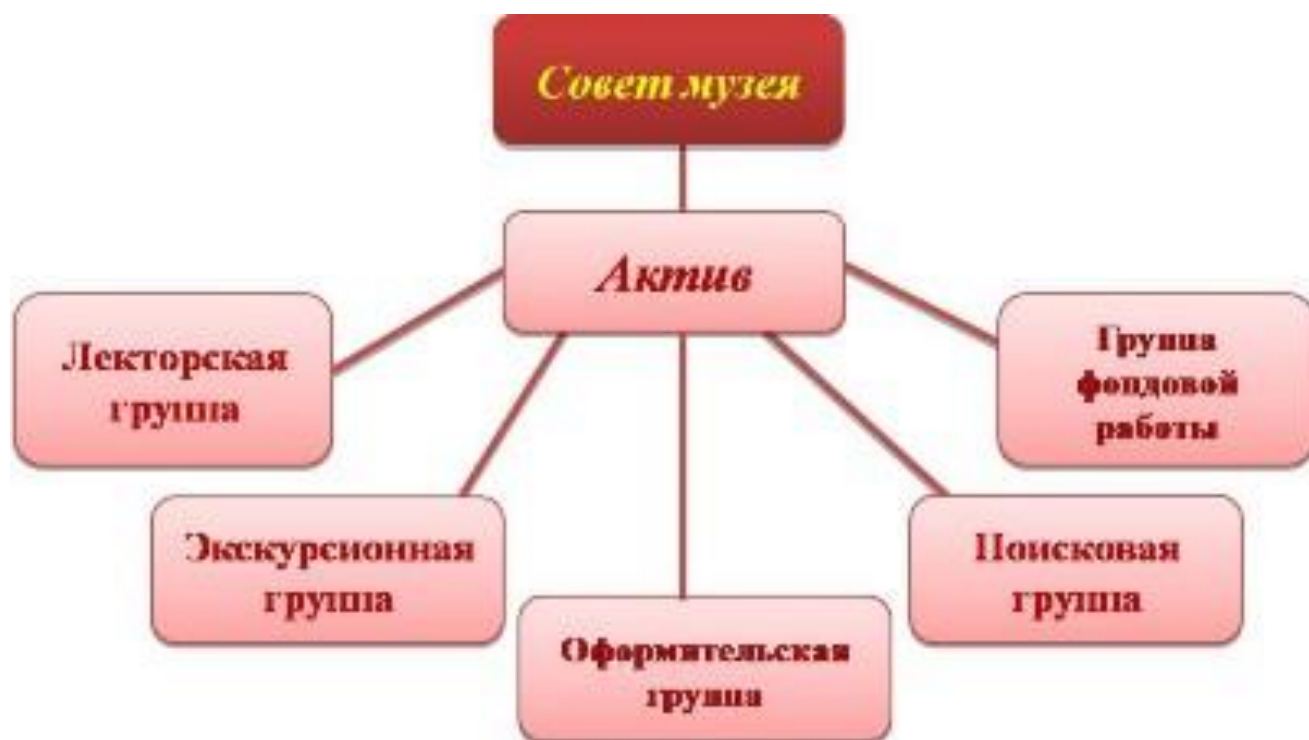 Совет музея
Актив
Лекторская
группа
Экскурсионная
группа
Оформительская
группа
Поисковая
группа
Группа
фондовой
работы